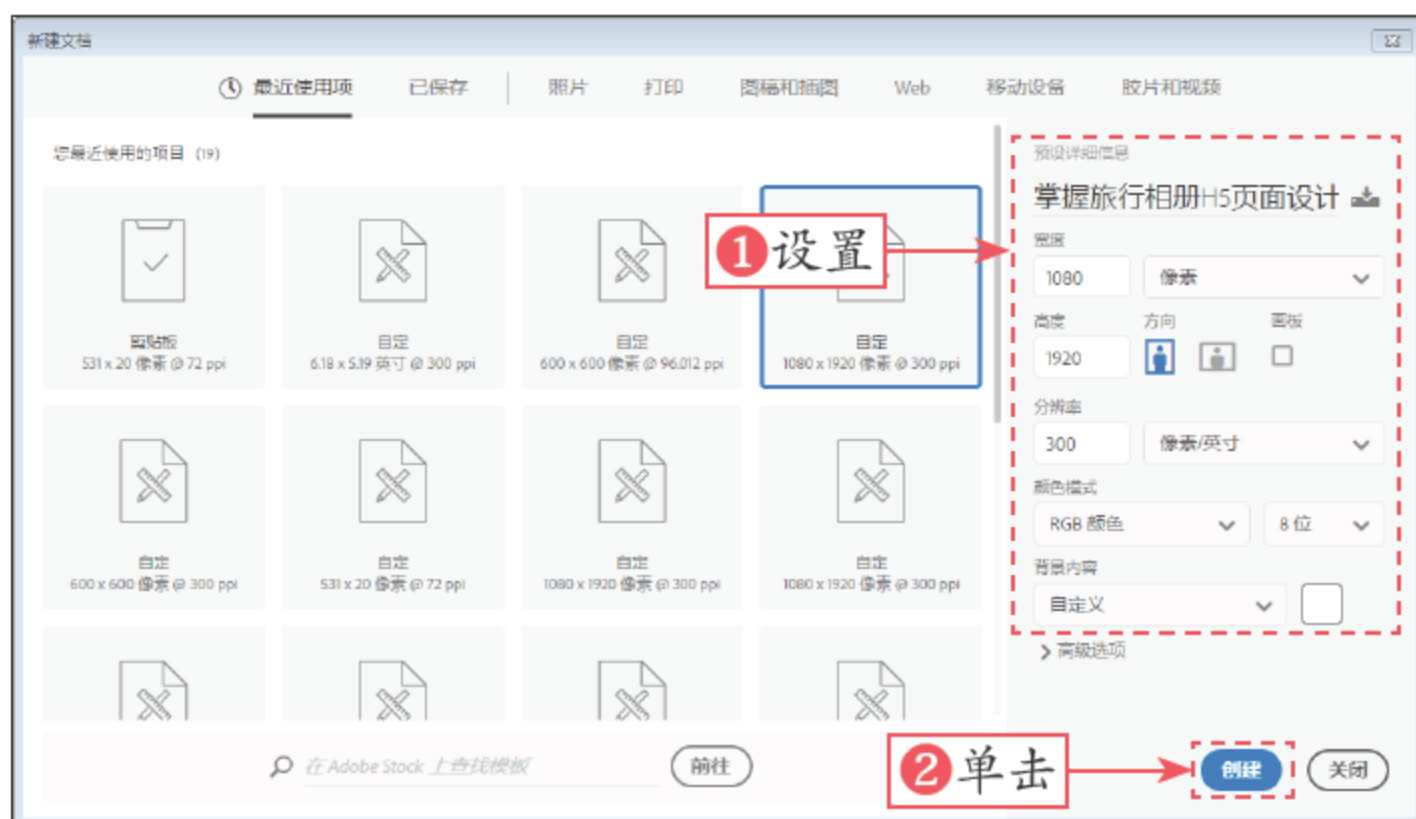 新建文档
最近使用项 已保存 照片 打印 图稿和插图 Web 移动设备 胶片和视频
您最近使用的项目 (19)
剪贴板
531 x 20 像素 @ 72 ppi
自定
6.18 x 5.19 英寸 @ 300 ppi
自定
600 x 600 像素 @ 96.012 ppi
自定
1080 x 1920 像素 @ 300 ppi
自定
600 x 600 像素 @ 300 ppi
自定
531 x 20 像素 @ 72 ppi
自定
1080 x 1920 像素 @ 300 ppi
自定
1080 x 1920 像素 @ 300 ppi
在 Adobe Stock 上查找模板 前往
1 设置
预设详细信息
掌握旅行相册H5页面设计
宽度
1080 像素
高度 方向 画板
1920
分辨率
300 像素/英寸
颜色模式
RGB 颜色 8 位
背景内容
自定义
高级选项
2 单击
创建 关闭